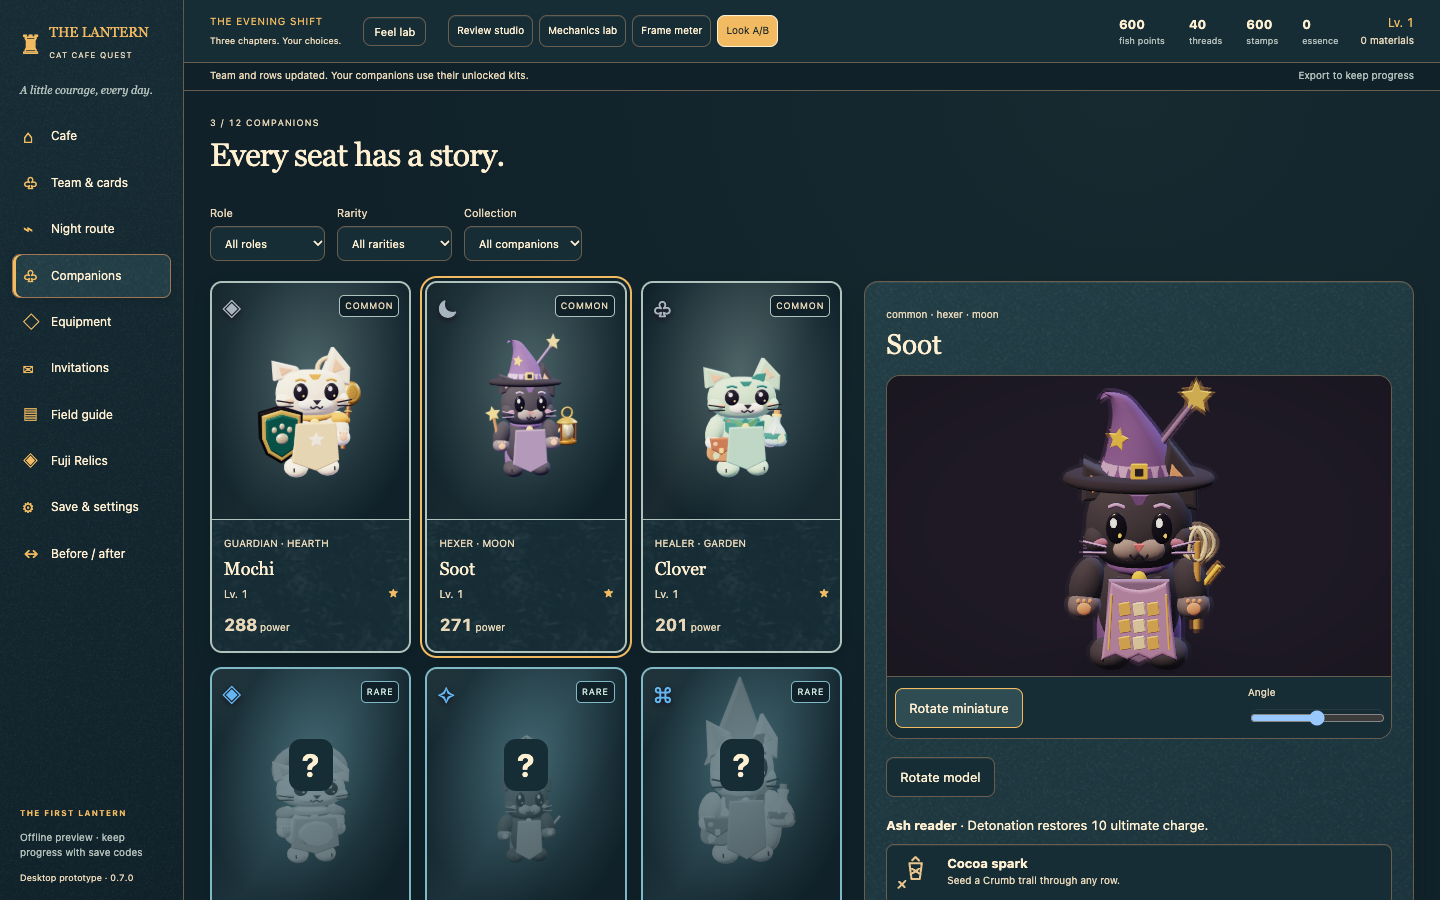 THE LANTERN
CAT CAFE QUEST
A little courage, every day.
Cafe
Team & cards
Night route
Companions
Equipment
Invitations
Field guide
Fuji Relics
Save & settings
Before / after
THE FIRST LANTERN
Offline preview · keep
progress with save codes
Desktop prototype · 0.7.0
THE EVENING SHIFT
Three chapters. Your choices.
Feel lab
Review studio
Mechanics lab
Frame meter
Look A/B
600
fish points
40
threads
600
stamps
0
essence
Lv. 1
0 materials
Team and rows updated. Your companions use their unlocked kits.
Export to keep progress
3 / 12 COMPANIONS
Every seat has a story.
Role
Rarity
Collection
All roles
All rarities
All companions
COMMON
GUARDIAN · HEARTH
Mochi
Lv. 1
288 power
COMMON
HEXER · MOON
Soot
Lv. 1
271 power
COMMON
HEALER · GARDEN
Clover
Lv. 1
201 power
RARE
?
RARE
?
RARE
?
common · hexer · moon
Soot
Rotate miniature
Angle
Rotate model
Ash reader · Detonation restores 10 ultimate charge.
Cocoa spark
Seed a Crumb trail through any row.